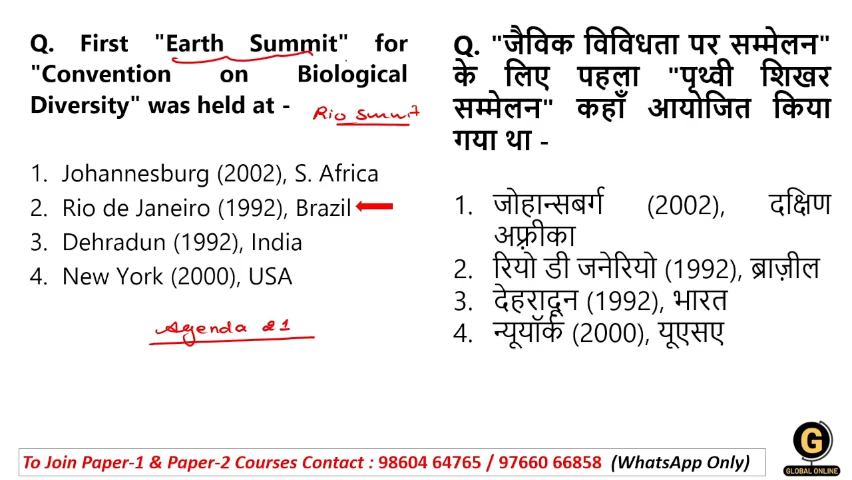 Q. First "Earth Summit" for
"Convention on Biological
Diversity" was held at -
Rio Summit
1. Johannesburg (2002), S. Africa
2. Rio de Janeiro (1992), Brazil
3. Dehradun (1992), India
4. New York (2000), USA
Agenda 21
Q. "जैविक विविधता पर सम्मेलन"
के लिए पहला "पृथ्वी शिखर
सम्मेलन" कहाँ आयोजित किया
गया था -
1. जोहान्सबर्ग (2002), दक्षिण
अफ़्रीका
2. रियो डी जनेरियो (1992), ब्राज़ील
3. देहरादून (1992), भारत
4. न्यूयॉर्क (2000), यूएसए
G
GLOBAL ONLINE
To Join Paper-1 & Paper-2 Courses Contact : 98604 64765 / 97660 66858 (WhatsApp Only)